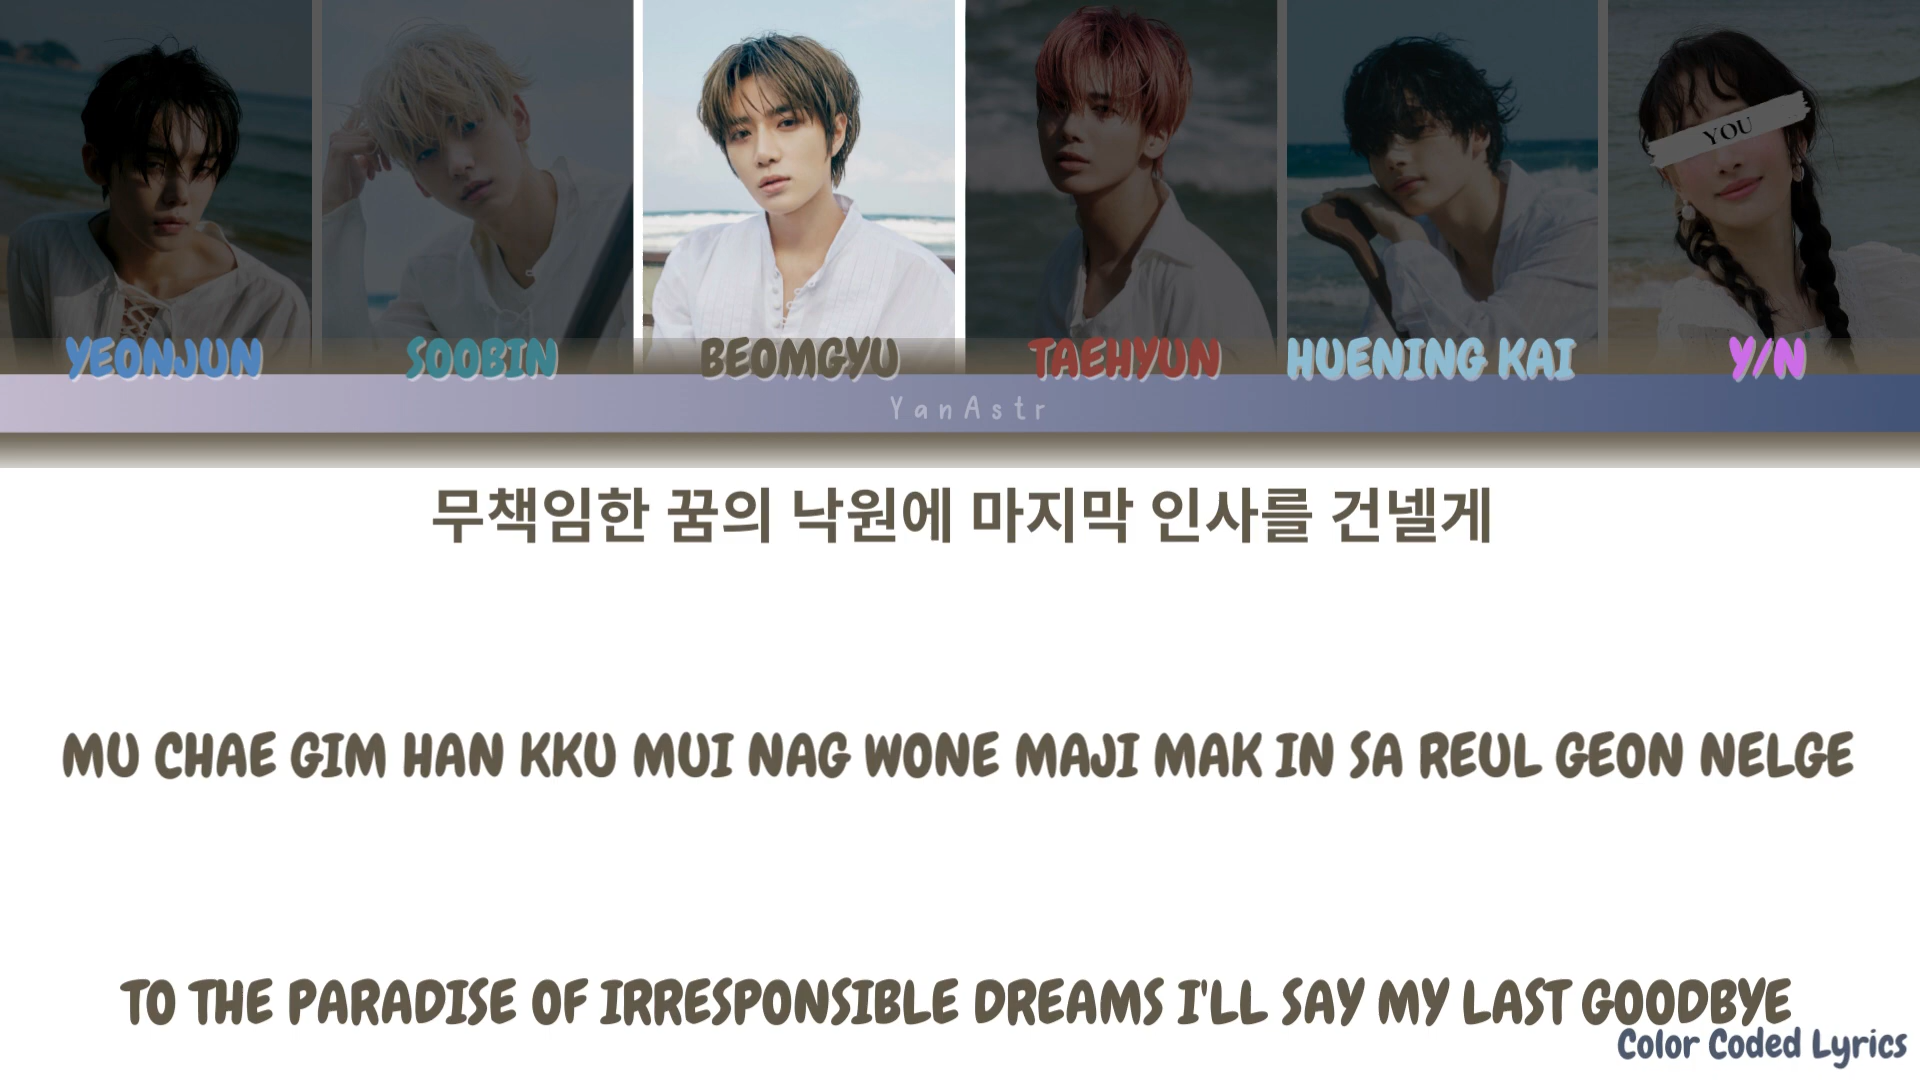 YOU
YEONJUN SOOBIN BEOMGYU TAEHYUN HUENING KAI Y/N
YanAstr
무책임한 꿈의 낙원에 마지막 인사를 건넬게
MU CHAE GIM HAN KKU MUI NAG WONE MAJI MAK IN SA REUL GEON NELGE
TO THE PARADISE OF IRRESPONSIBLE DREAMS I'LL SAY MY LAST GOODBYE
Color Coded Lyrics